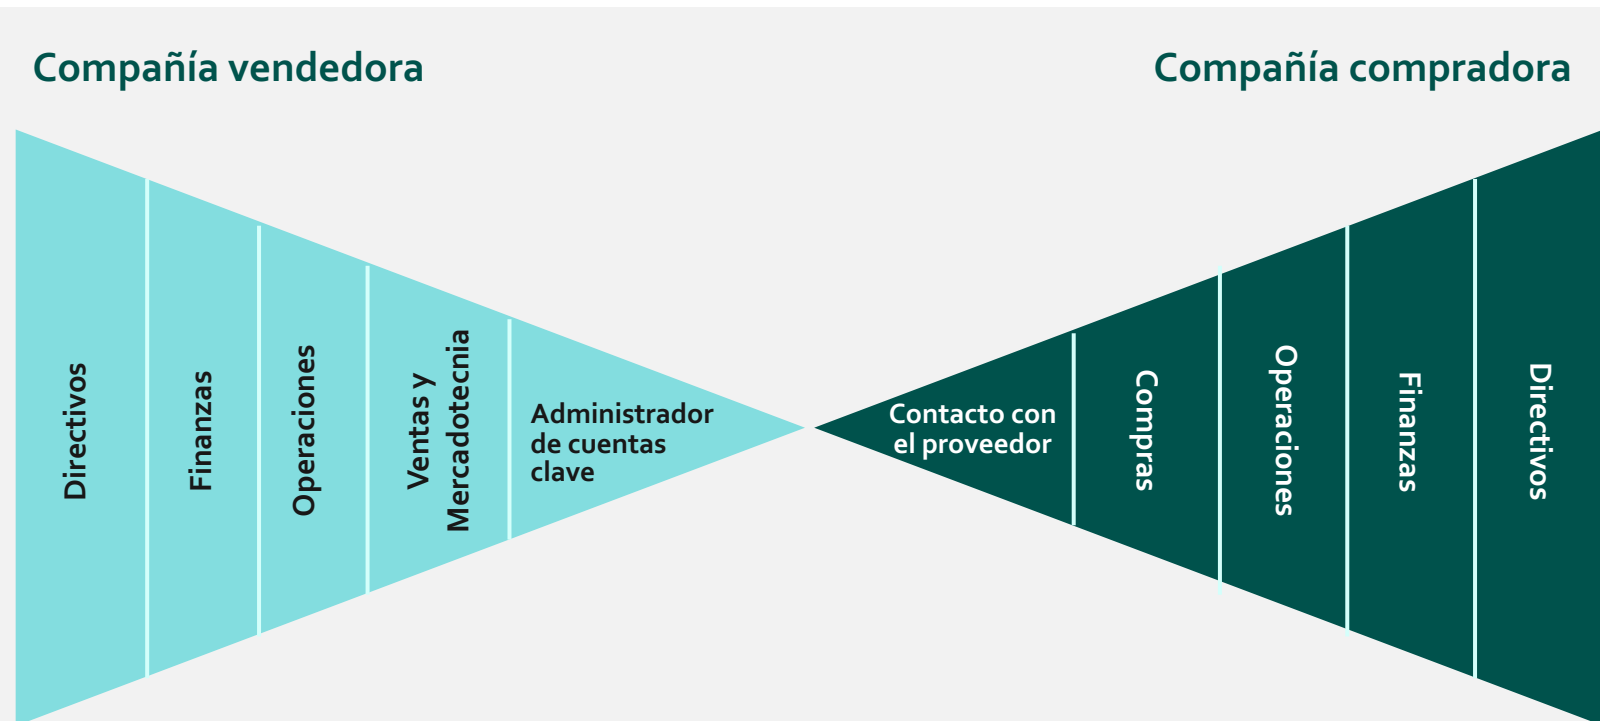 Compañía vendedora
Compañía compradora
Directivos
Finanzas
Operaciones
Ventas y
Mercadotecnia
Administrador
de cuentas
clave
Contacto con
el proveedor
Compras
Operaciones
Finanzas
Directivos